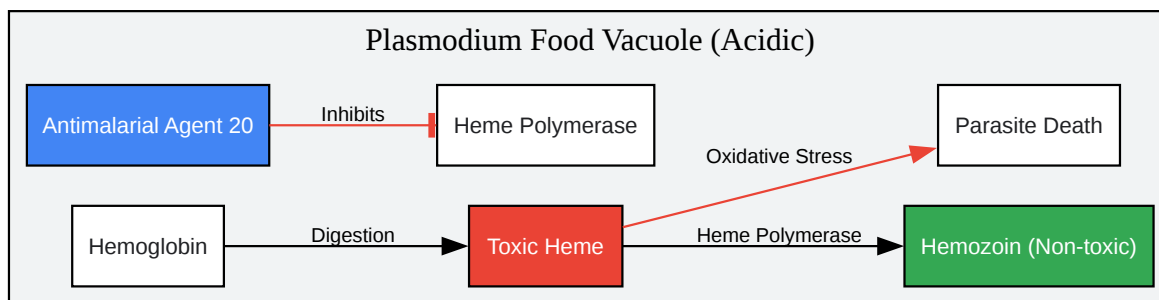 Plasmodium Food Vacuole (Acidic)
Antimalarial Agent 20
Inhibits
Heme Polymerase
Parasite Death
Oxidative Stress
Hemoglobin
Digestion
Toxic Heme
Heme Polymerase
Hemozoin (Non-toxic)